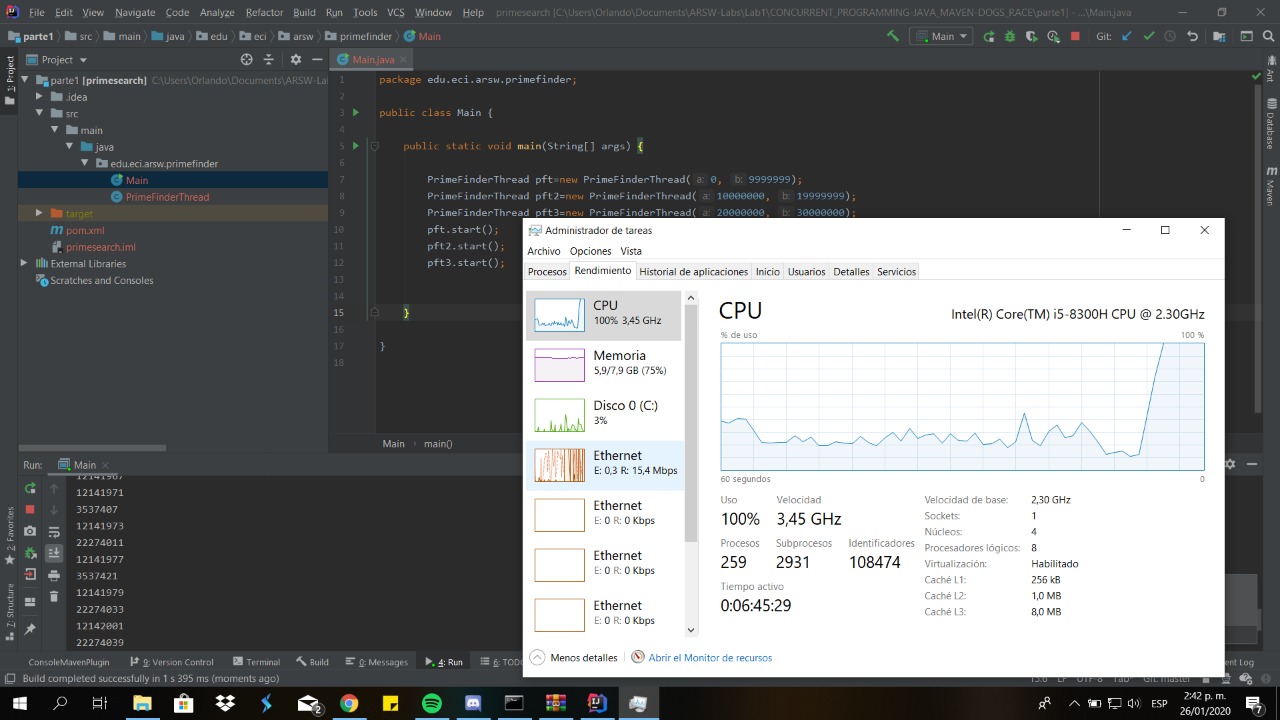 File Edit View Navigate Code Analyze Refactor Build Run Tools VCS Window Help primesearch [C:\Users\Orlando\Documents\ARSW-Labs\Lab1\CONCURRENT_PROGRAMMING-JAVA_MAVEN-DOGS_RACE\parte1] - ...\Main.java
parte1 src main java edu eci arsw primefinder Main
Main
Git:
1: Project
Project
Main.java
parte1 [primesearch] C:\Users\Orlando\Documents\ARSW-La
.idea
src
main
java
edu.eci.arsw.primefinder
Main
PrimeFinderThread
target
pom.xml
primesearch.iml
External Libraries
Scratches and Consoles
1 package edu.eci.arsw.primefinder;
2
3 public class Main {
4
5 public static void main(String[] args) {
6
7 PrimeFinderThread pft=new PrimeFinderThread( a: 0, b: 9999999);
8 PrimeFinderThread pft2=new PrimeFinderThread( a: 10000000, b: 19999999);
9 PrimeFinderThread pft3=new PrimeFinderThread( a: 20000000, b: 30000000);
10 pft.start();
11 pft2.start();
12 pft3.start();
13
14
15 }
16
17 }
18
Main main()
Ant
Database
Maven
Administrador de tareas
Archivo Opciones Vista
Procesos Rendimiento Historial de aplicaciones Inicio Usuarios Detalles Servicios
CPU
100% 3,45 GHz
Memoria
5,9/7,9 GB (75%)
Disco 0 (C:)
3%
Ethernet
E: 0,3 R: 15,4 Mbps
Ethernet
E: 0 R: 0 Kbps
Ethernet
E: 0 R: 0 Kbps
Ethernet
E: 0 R: 0 Kbps
CPU
Intel(R) Core(TM) i5-8300H CPU @ 2.30GHz
% de uso 100 %
60 segundos 0
Uso Velocidad
100% 3,45 GHz
Procesos Subprocesos Identificadores
259 2931 108474
Tiempo activo
0:06:45:29
Velocidad de base: 2,30 GHz
Sockets: 1
Núcleos: 4
Procesadores lógicos: 8
Virtualización: Habilitado
Caché L1: 256 kB
Caché L2: 1,0 MB
Caché L3: 8,0 MB
Menos detalles Abrir el Monitor de recursos
Run: Main
12141967
12141971
3537407
12141973
22274011
12141977
3537421
12141979
22274033
12142001
22274039
2: Favorites
7: Structure
ConsoleMavenPlugin 9: Version Control Terminal Build 0: Messages 4: Run 6: TODO
ent Log
Build completed successfully in 1 s 395 ms (moments ago)
15:6 LF UTF-8 Tab* Git: master
2
ESP
2:42 p. m.
26/01/2020
7